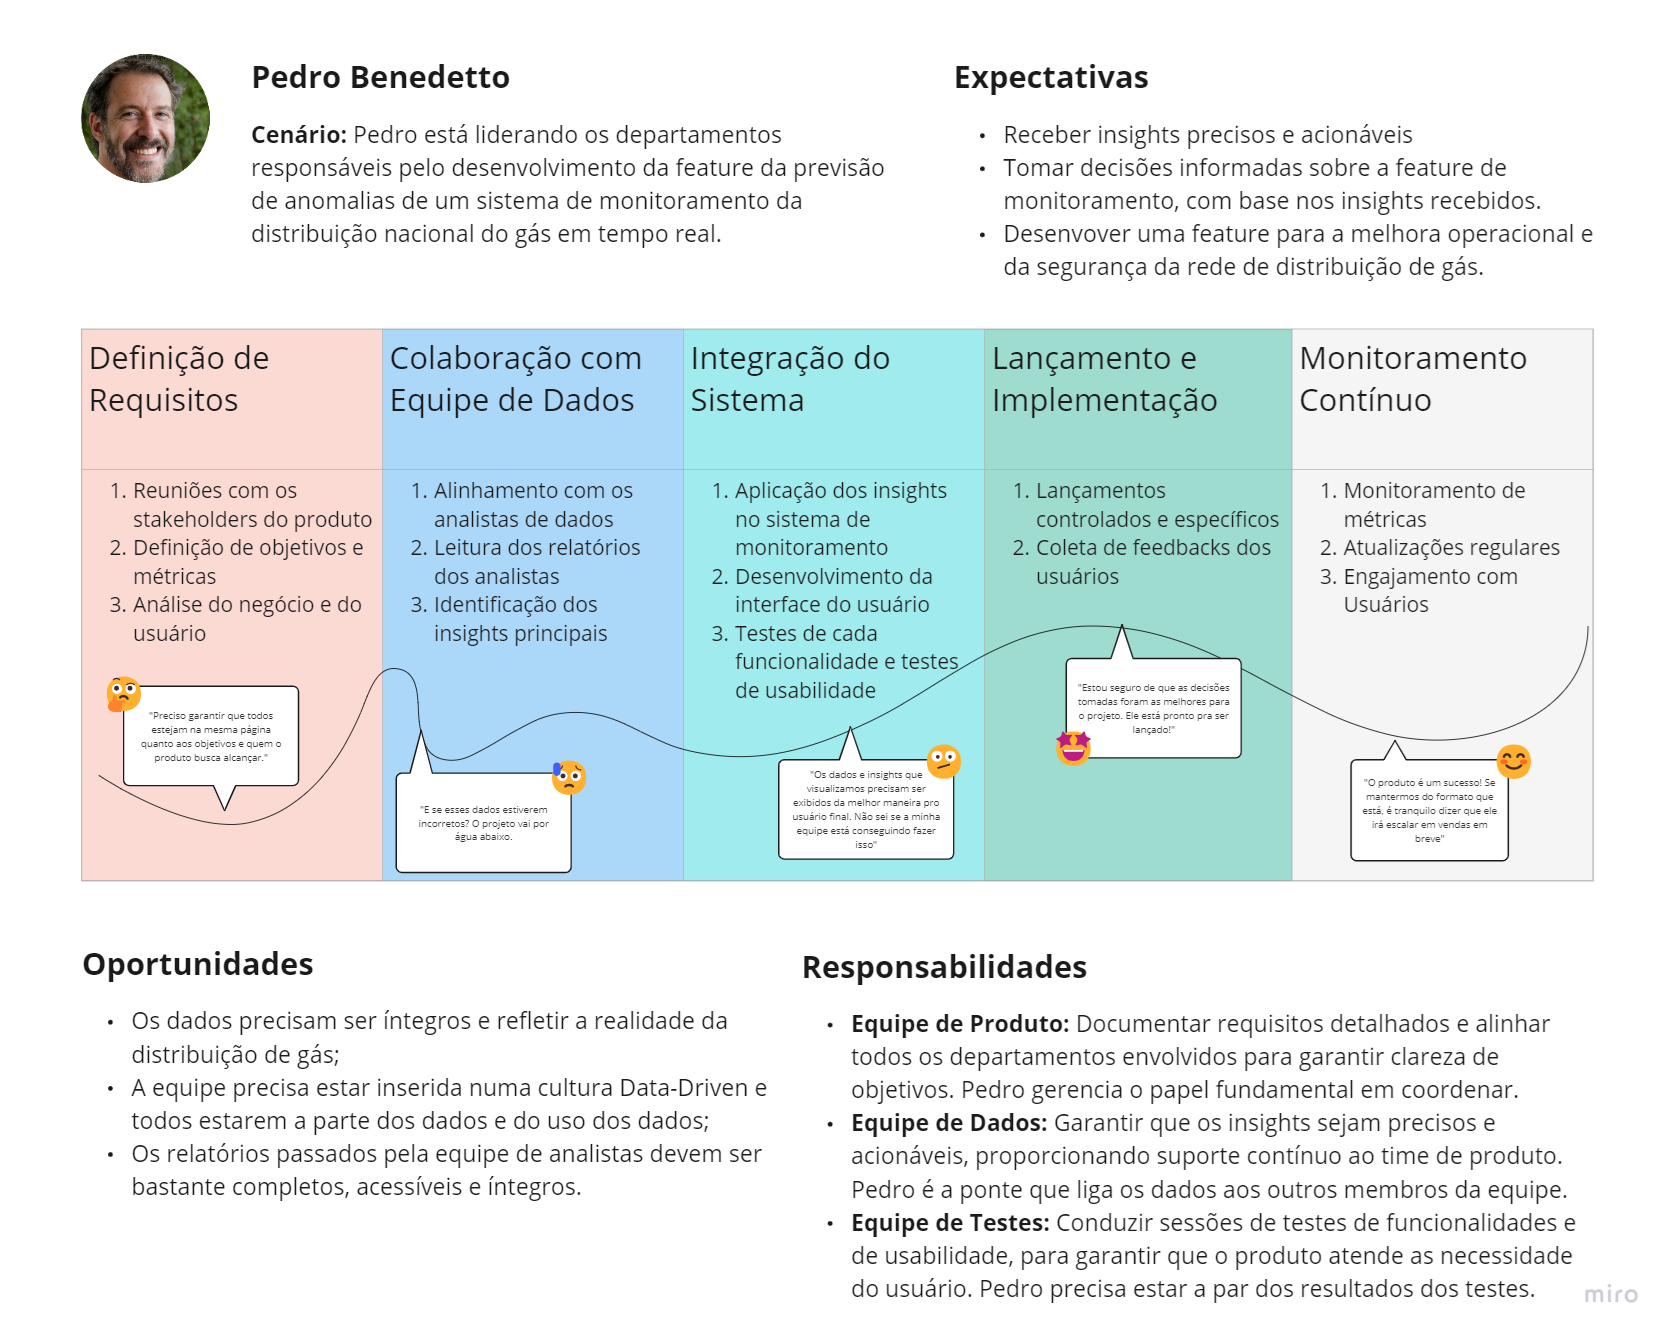 Pedro Benedetto
Cenário: Pedro está liderando os departamentos
responsáveis pelo desenvolvimento da feature da previsão
de anomalias de um sistema de monitoramento da
distribuição nacional do gás em tempo real.
Expectativas
• Receber insights precisos e acionáveis
• Tomar decisões informadas sobre a feature de
monitoramento, com base nos insights recebidos.
• Desenvover uma feature para a melhora operacional e
da segurança da rede de distribuição de gás.
Definição de
Requisitos
1. Reuniões com os
stakeholders do produto
2. Definição de objetivos e
métricas
3. Análise do negócio e do
usuário
"Preciso garantir que todos
estejam na mesma página
quanto aos objetivos e quem o
produto busca alcançar."
Colaboração com
Equipe de Dados
1. Alinhamento com os
analistas de dados
2. Leitura dos relatórios
dos analistas
3. Identificação dos
insights principais
"E se esses dados estiverem
incorretos? O projeto vai por
água abaixo.
Integração do
Sistema
1. Aplicação dos insights
no sistema de
monitoramento
2. Desenvolvimento da
interface do usuário
3. Testes de cada
funcionalidade e testes
de usabilidade
"Os dados e insights que
visualizamos precisam ser
exibidos da melhor maneira pro
usuário final. Não sei se a minha
equipe está conseguindo fazer
isso"
Lançamento e
Implementação
1. Lançamentos
controlados e específicos
2. Coleta de feedbacks dos
usuários
"Estou seguro de que as decisões
tomadas foram as melhores para
o projeto. Ele está pronto pra ser
lançado!"
Monitoramento
Contínuo
1. Monitoramento de
métricas
2. Atualizações regulares
3. Engajamento com
Usuários
"O produto é um sucesso! Se
mantermos do formato que
está, é tranquilo dizer que ele
irá escalar em vendas em
breve"
Oportunidades
• Os dados precisam ser íntegros e refletir a realidade da
distribuição de gás;
• A equipe precisa estar inserida numa cultura Data-Driven e
todos estarem a parte dos dados e do uso dos dados;
• Os relatórios passados pela equipe de analistas devem ser
bastante completos, acessíveis e íntegros.
Responsabilidades
• Equipe de Produto: Documentar requisitos detalhados e alinhar
todos os departamentos envolvidos para garantir clareza de
objetivos. Pedro gerencia o papel fundamental em coordenar.
• Equipe de Dados: Garantir que os insights sejam precisos e
acionáveis, proporcionando suporte contínuo ao time de produto.
Pedro é a ponte que liga os dados aos outros membros da equipe.
• Equipe de Testes: Conduzir sessões de testes de funcionalidades e
de usabilidade, para garantir que o produto atende as necessidade
do usuário. Pedro precisa estar a par dos resultados dos testes.
miro